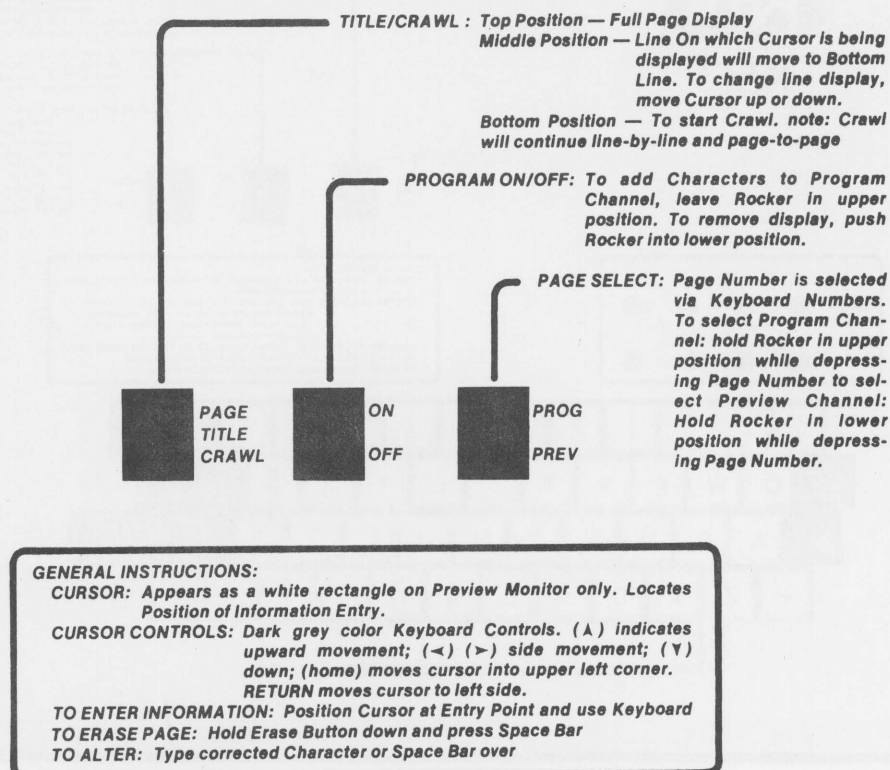 TITLE/CRAWL : Top Position — Full Page Display
Middle Position — Line On which Cursor is being
displayed will move to Bottom
Line. To change line display,
move Cursor up or down.
Bottom Position — To start Crawl. note: Crawl
will continue line-by-line and page-to-page
PROGRAM ON/OFF: To add Characters to Program
Channel, leave Rocker in upper
position. To remove display, push
Rocker into lower position.
PAGE SELECT: Page Number is selected
via Keyboard Numbers.
To select Program Chan-
nel: hold Rocker in upper
position while depress-
ing Page Number to sel-
ect Preview Channel:
Hold Rocker in lower
position while depress-
ing Page Number.
PAGE
TITLE
CRAWL
ON
OFF
PROG
PREV
GENERAL INSTRUCTIONS:
CURSOR: Appears as a white rectangle on Preview Monitor only. Locates
Position of Information Entry.
CURSOR CONTROLS: Dark grey color Keyboard Controls. (⋏) indicates
upward movement; (≺) (≻) side movement; (⋎)
down; (home) moves cursor into upper left corner.
RETURN moves cursor to left side.
TO ENTER INFORMATION: Position Cursor at Entry Point and use Keyboard
TO ERASE PAGE: Hold Erase Button down and press Space Bar
TO ALTER: Type corrected Character or Space Bar over